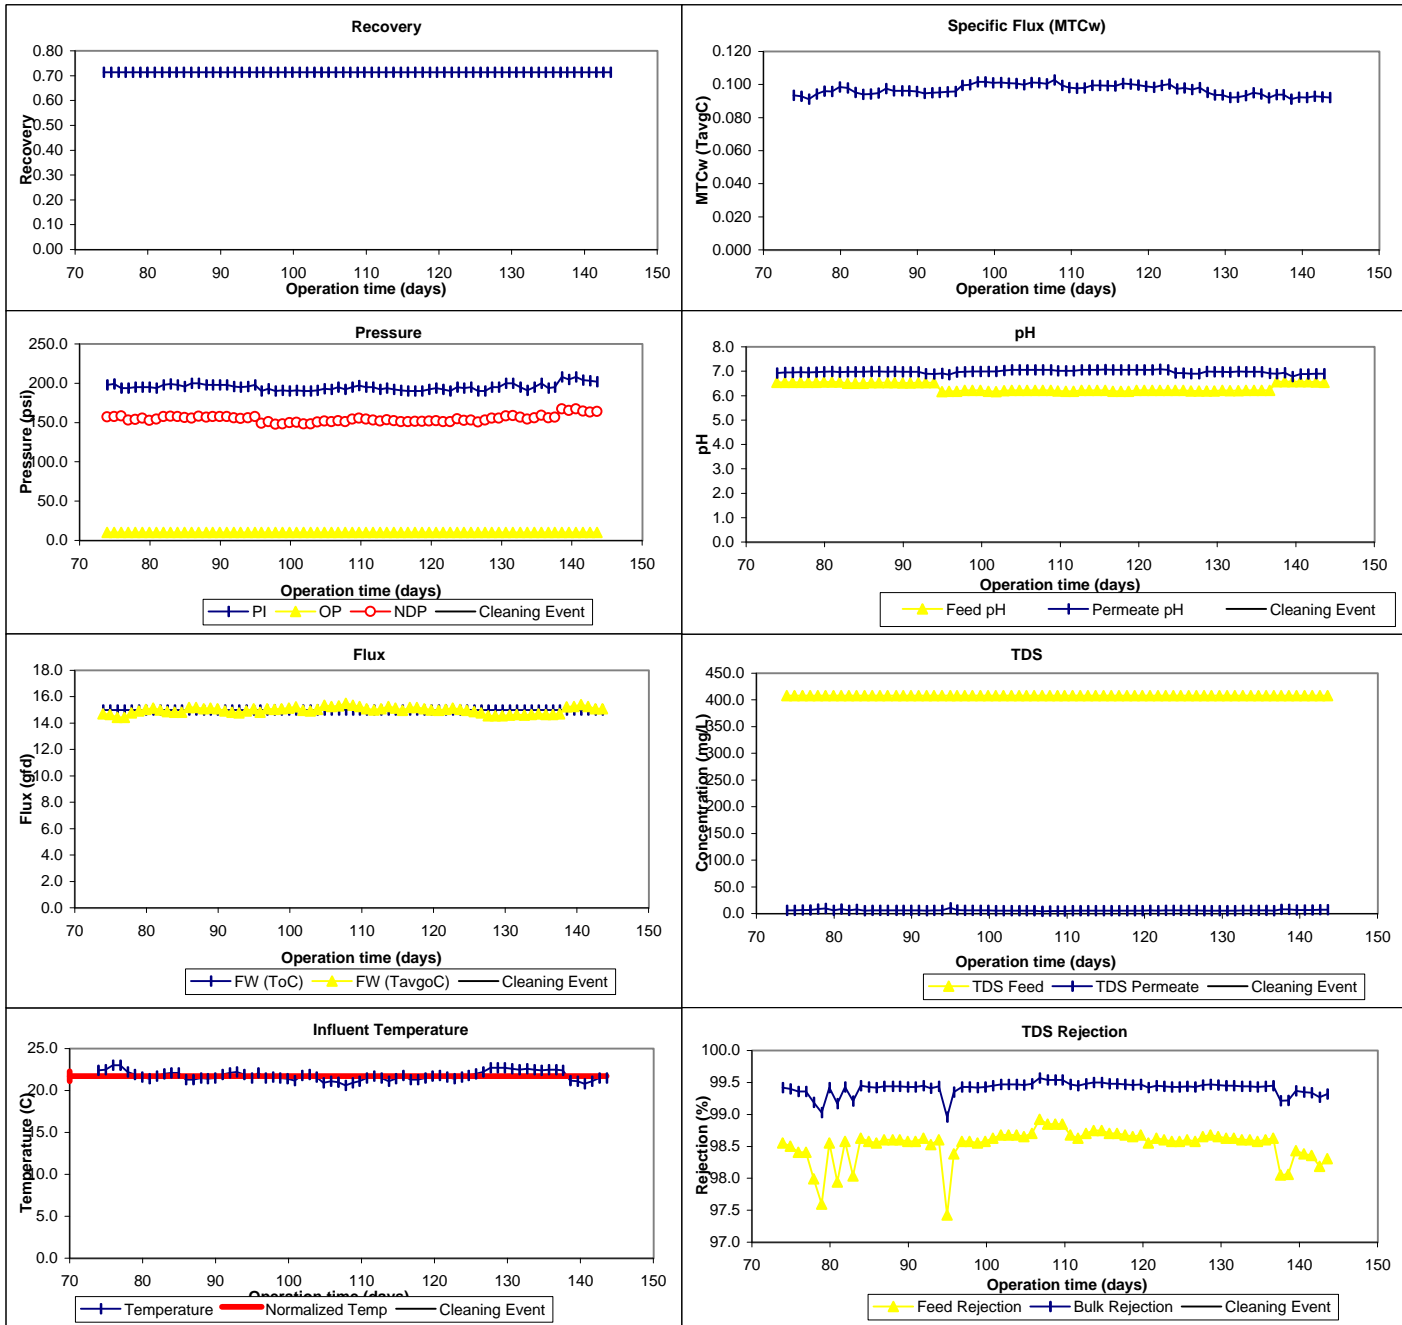 Recovery
0.80
0.70
0.60
0.50
0.40
0.30
0.20
0.10
0.00
Recovery
70 80 90 100 110 120 130 140 150
Operation time (days)
Specific Flux (MTCw)
0.120
0.100
0.080
0.060
0.040
0.020
0.000
MTCw (TavgC)
70 80 90 100 110 120 130 140 150
Operation time (days)
Pressure
250.0
200.0
150.0
100.0
50.0
0.0
Pressure (psi)
70 80 90 100 110 120 130 140 150
Operation time (days)
PI OP NDP Cleaning Event
pH
8.0
7.0
6.0
5.0
4.0
3.0
2.0
1.0
0.0
pH
70 80 90 100 110 120 130 140 150
Operation time (days)
Feed pH Permeate pH Cleaning Event
Flux
18.0
16.0
14.0
12.0
10.0
8.0
6.0
4.0
2.0
0.0
Flux (gfd)
70 80 90 100 110 120 130 140 150
Operation time (days)
FW (ToC) FW (TavgoC) Cleaning Event
TDS
450.0
400.0
350.0
300.0
250.0
200.0
150.0
100.0
50.0
0.0
Concentration (mg/L)
70 80 90 100 110 120 130 140 150
Operation time (days)
TDS Feed TDS Permeate Cleaning Event
Influent Temperature
25.0
20.0
15.0
10.0
5.0
0.0
Temperature (C)
70 80 90 100 110 120 130 140 150
Operation time (days)
Temperature Normalized Temp Cleaning Event
TDS Rejection
100.0
99.5
99.0
98.5
98.0
97.5
97.0
Rejection (%)
70 80 90 100 110 120 130 140 150
Operation time (days)
Feed Rejection Bulk Rejection Cleaning Event